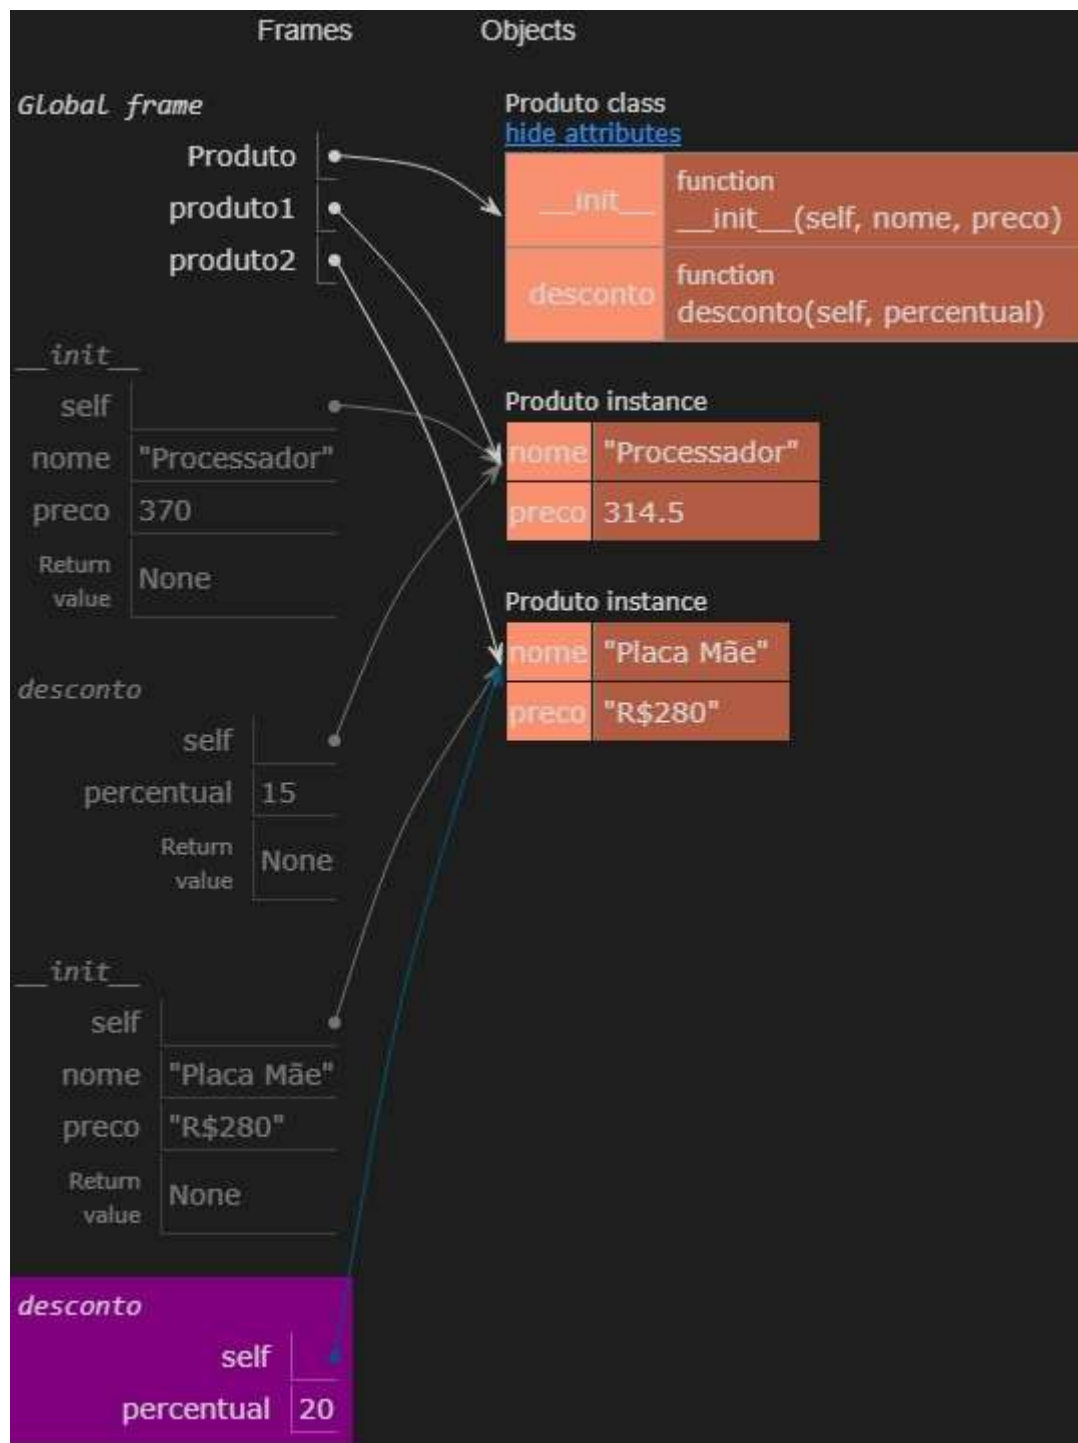 Frames Objects
Global frame
Produto
produto1
produto2
Produto class
hide attributes
__init__ function
__init__(self, nome, preco)
desconto function
desconto(self, percentual)
__init__
self
nome "Processador"
preco 370
Return
value None
Produto instance
nome "Processador"
preco 314.5
Produto instance
nome "Placa Mãe"
preco "R$280"
desconto
self
percentual 15
Return
value None
__init__
self
nome "Placa Mãe"
preco "R$280"
Return
value None
desconto
self
percentual 20